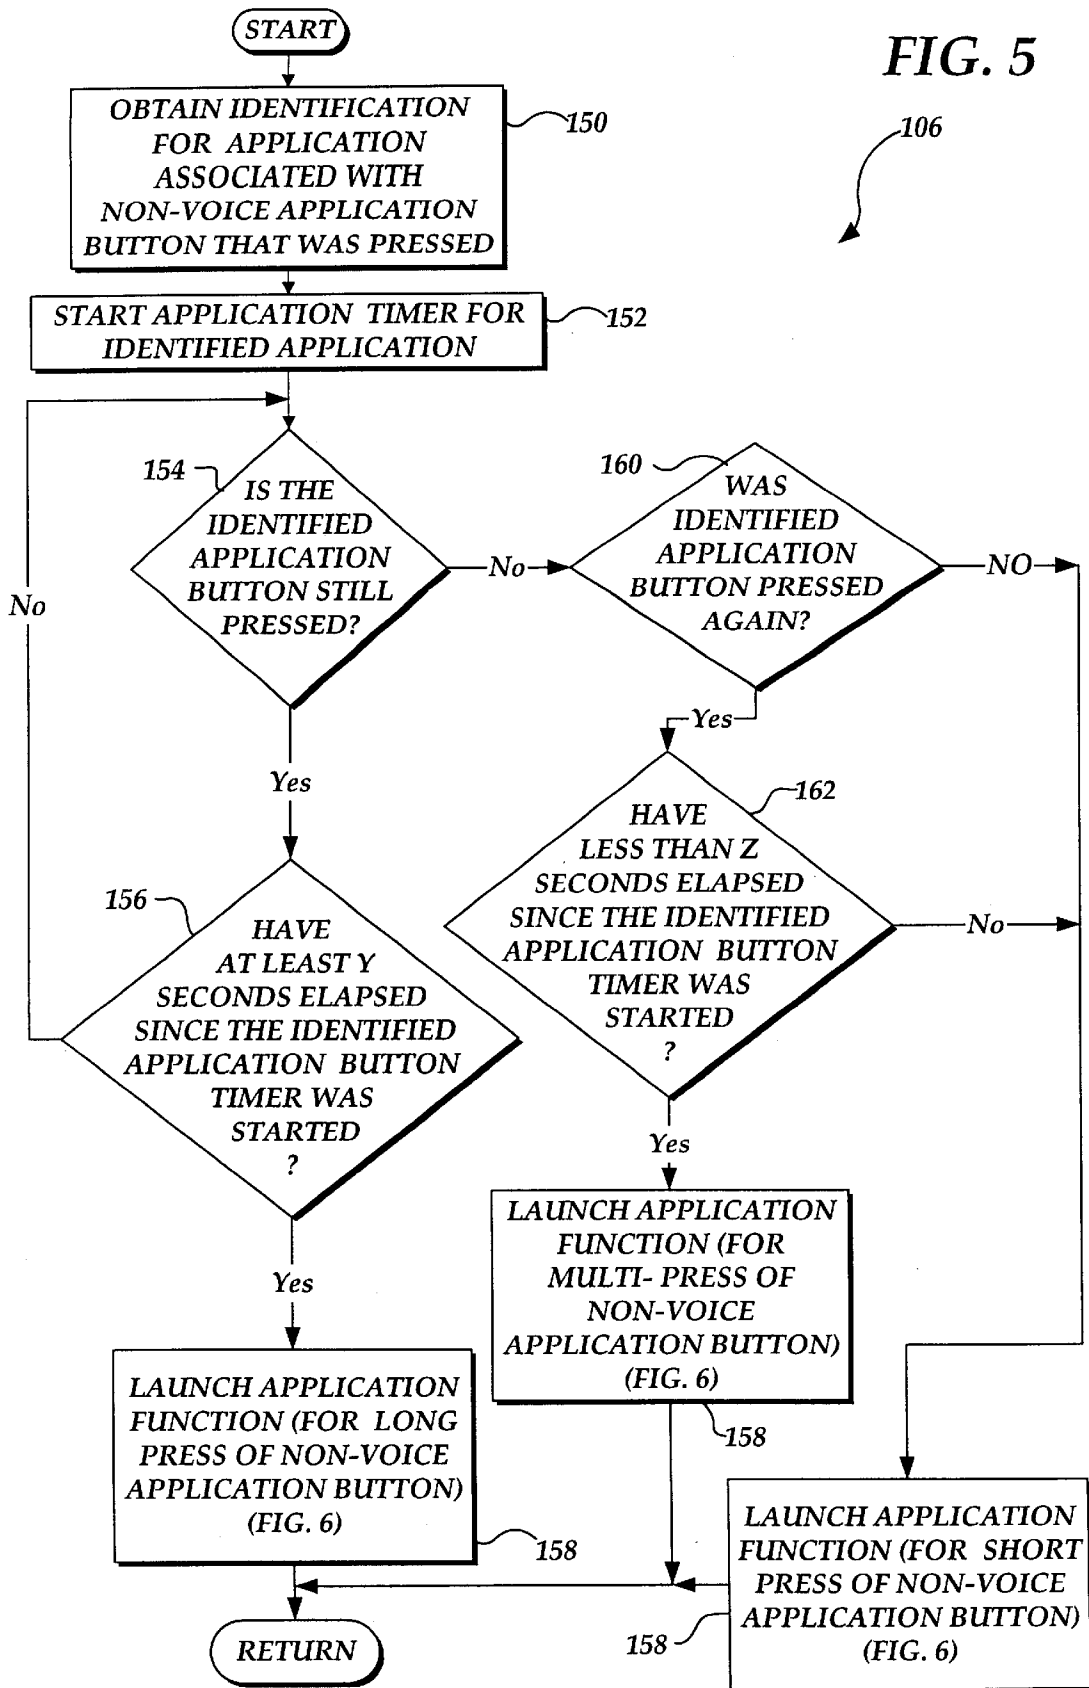 START
FIG. 5
106
OBTAIN IDENTIFICATION
FOR APPLICATION
ASSOCIATED WITH
NON-VOICE APPLICATION
BUTTON THAT WAS PRESSED
150
START APPLICATION TIMER FOR
IDENTIFIED APPLICATION
152
154
IS THE
IDENTIFIED
APPLICATION
BUTTON STILL
PRESSED?
No
No
160
WAS
IDENTIFIED
APPLICATION
BUTTON PRESSED
AGAIN?
NO
Yes
Yes
156
HAVE
AT LEAST Y
SECONDS ELAPSED
SINCE THE IDENTIFIED
APPLICATION BUTTON
TIMER WAS
STARTED
?
162
HAVE
LESS THAN Z
SECONDS ELAPSED
SINCE THE IDENTIFIED
APPLICATION BUTTON
TIMER WAS
STARTED
?
No
Yes
Yes
LAUNCH APPLICATION
FUNCTION (FOR LONG
PRESS OF NON-VOICE
APPLICATION BUTTON)
(FIG. 6)
158
LAUNCH APPLICATION
FUNCTION (FOR
MULTI- PRESS OF
NON-VOICE
APPLICATION BUTTON)
(FIG. 6)
158
LAUNCH APPLICATION
FUNCTION (FOR SHORT
PRESS OF NON-VOICE
APPLICATION BUTTON)
(FIG. 6)
158
RETURN